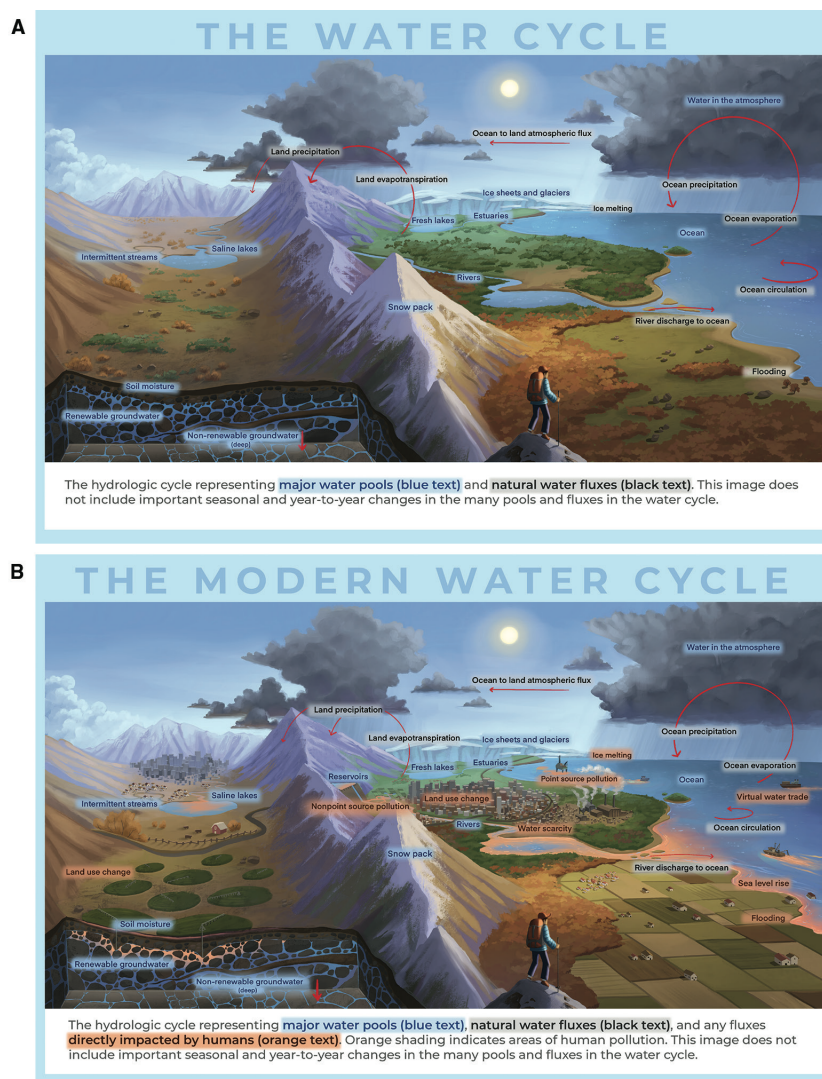 A
THE WATER CYCLE
Water in the atmosphere
Ocean to land atmospheric flux
Land precipitation
Land evapotranspiration
Ocean precipitation
Ice sheets and glaciers
Ice melting
Estuaries
Fresh lakes
Ocean evaporation
Ocean
Saline lakes
Intermittent streams
Rivers
Ocean circulation
Snow pack
River discharge to ocean
Flooding
Soil moisture
Renewable groundwater
Non-renewable groundwater
(deep)
The hydrologic cycle representing major water pools (blue text) and natural water fluxes (black text). This image does
not include important seasonal and year-to-year changes in the many pools and fluxes in the water cycle.
B
THE MODERN WATER CYCLE
Water in the atmosphere
Ocean to land atmospheric flux
Land precipitation
Ocean precipitation
Land evapotranspiration
Ice sheets and glaciers
Ice melting
Estuaries
Fresh lakes
Ocean evaporation
Reservoirs
Point source pollution
Ocean
Saline lakes
Virtual water trade
Intermittent streams
Nonpoint source pollution
Land use change
Rivers
Water scarcity
Ocean circulation
Snow pack
River discharge to ocean
Land use change
Sea level rise
Flooding
Soil moisture
Renewable groundwater
Non-renewable groundwater
(deep)
The hydrologic cycle representing major water pools (blue text), natural water fluxes (black text), and any fluxes
directly impacted by humans (orange text). Orange shading indicates areas of human pollution. This image does not
include important seasonal and year-to-year changes in the many pools and fluxes in the water cycle.